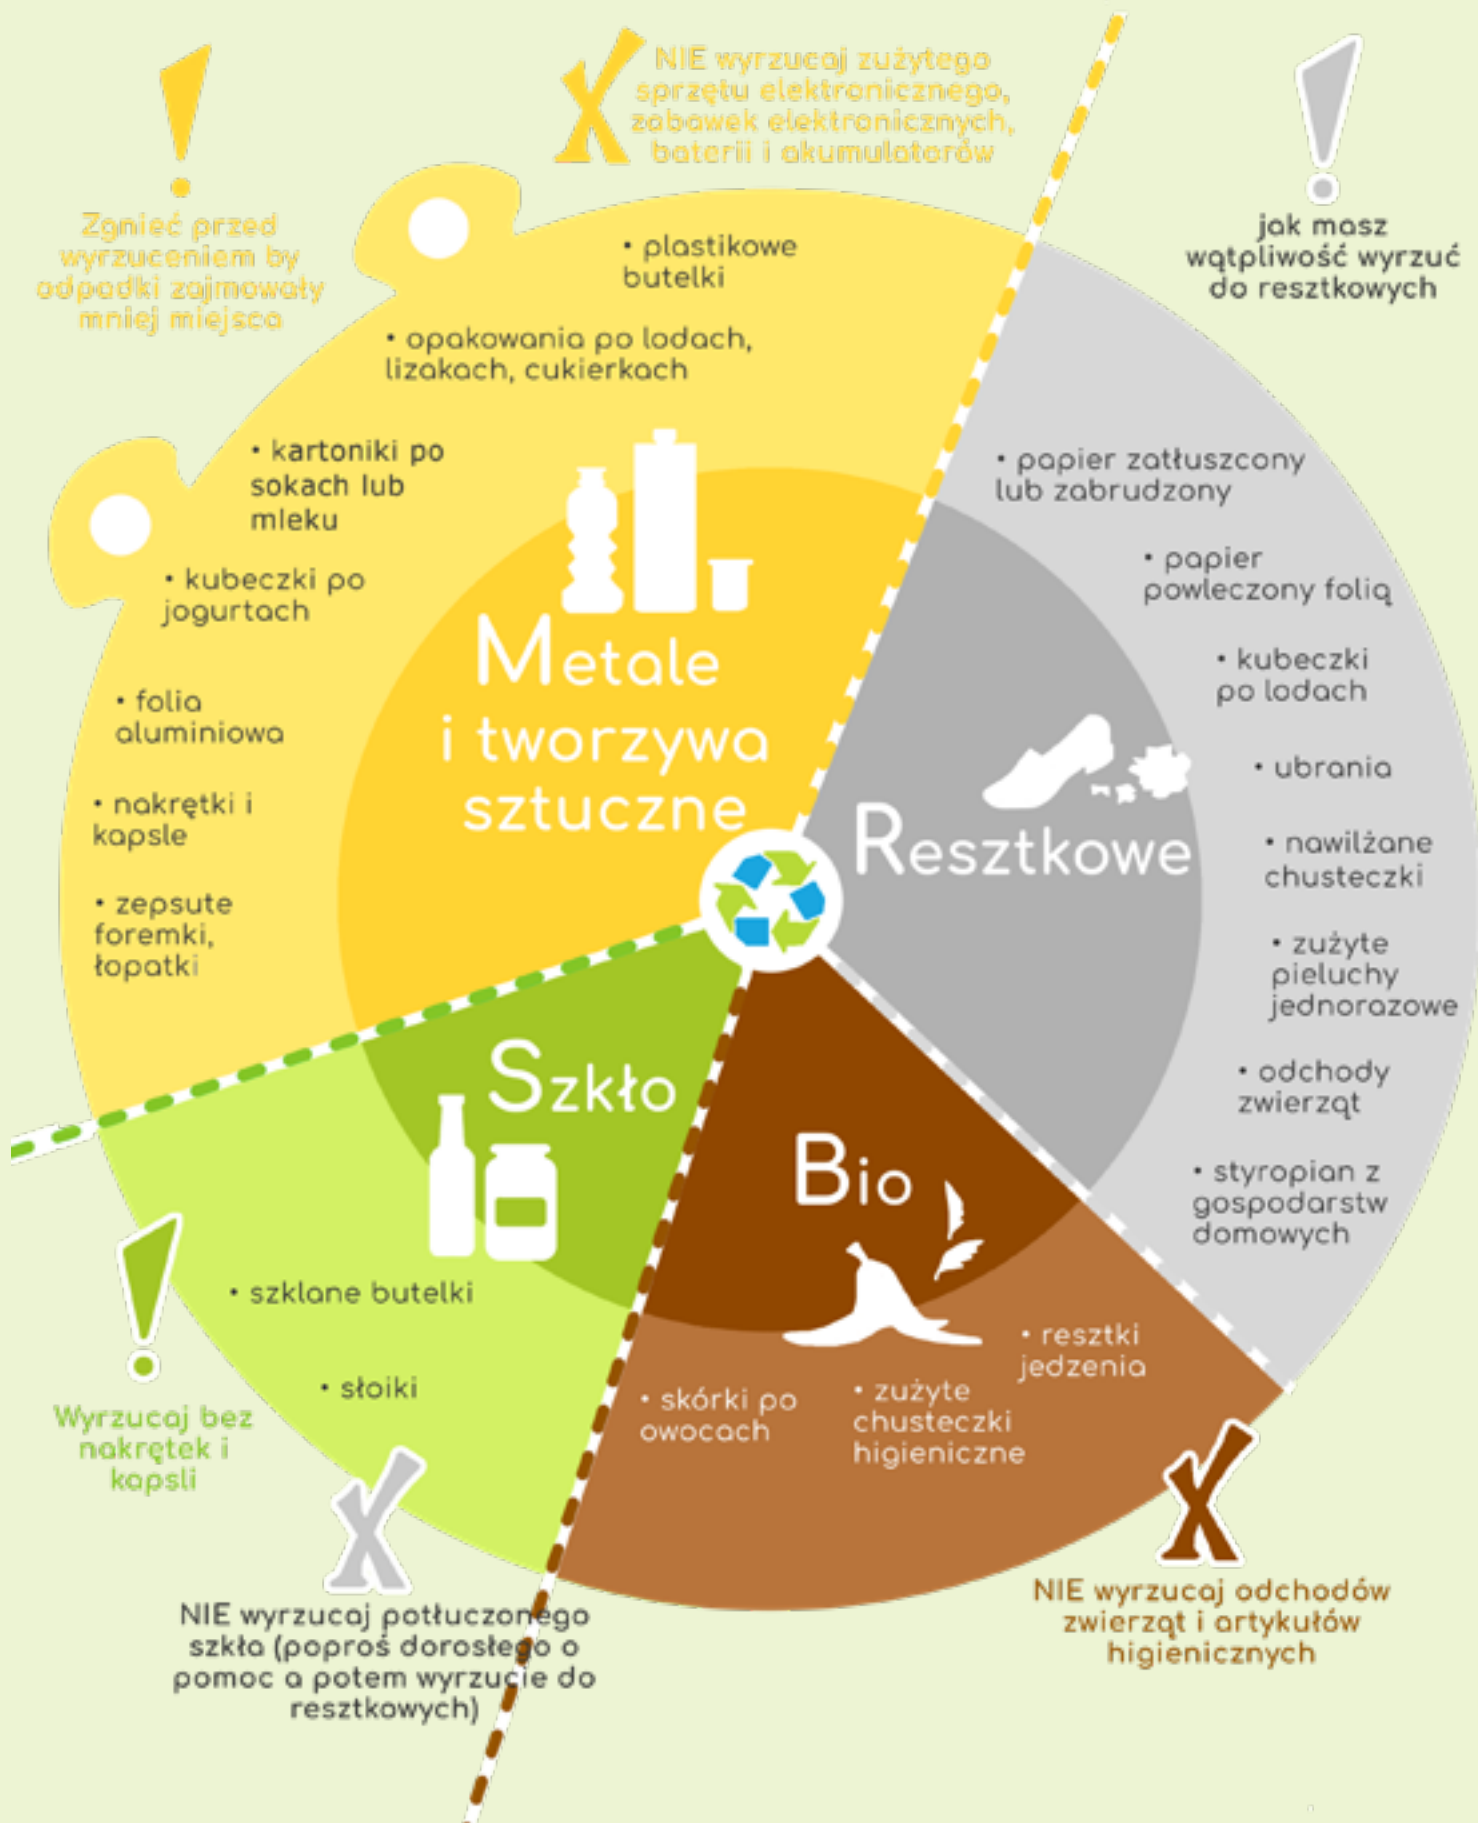 NIE wyrzucaj zużytego
sprzętu elektronicznego,
zabawek elektronicznych,
baterii i akumulatorów
Zgnieć przed
wyrzuceniem by
odpadki zajmowały
mniej miejsca
jak masz
wątpliwość wyrzuć
do resztkowych
• plastikowe
butelki
• opakowania po lodach,
lizakach, cukierkach
• kartoniki po
sokach lub
mleku
• kubeczki po
jogurtach
• folia
aluminiowa
• nakrętki i
kapsle
• zepsute
foremki,
łopatki
Metale
i tworzywa
sztuczne
• papier zatłuszcony
lub zabrudzony
• papier
powleczony folią
• kubeczki
po lodach
• ubrania
• nawilżane
chusteczki
• zużyte
pieluchy
jednorazowe
• odchody
zwierząt
• styropian z
gospodarstw
domowych
Resztkowe
Szkło
• szklane butelki
• słoiki
Wyrzucaj bez
nakrętek i
kapsli
NIE wyrzucaj potłuczonego
szkła (poproś dorosłego o
pomoc a potem wyrzucie do
resztkowych)
Bio
• resztki
jedzenia
• skórki po
owocach
• zużyte
chusteczki
higieniczne
NIE wyrzucaj odchodów
zwierząt i artykułów
higienicznych